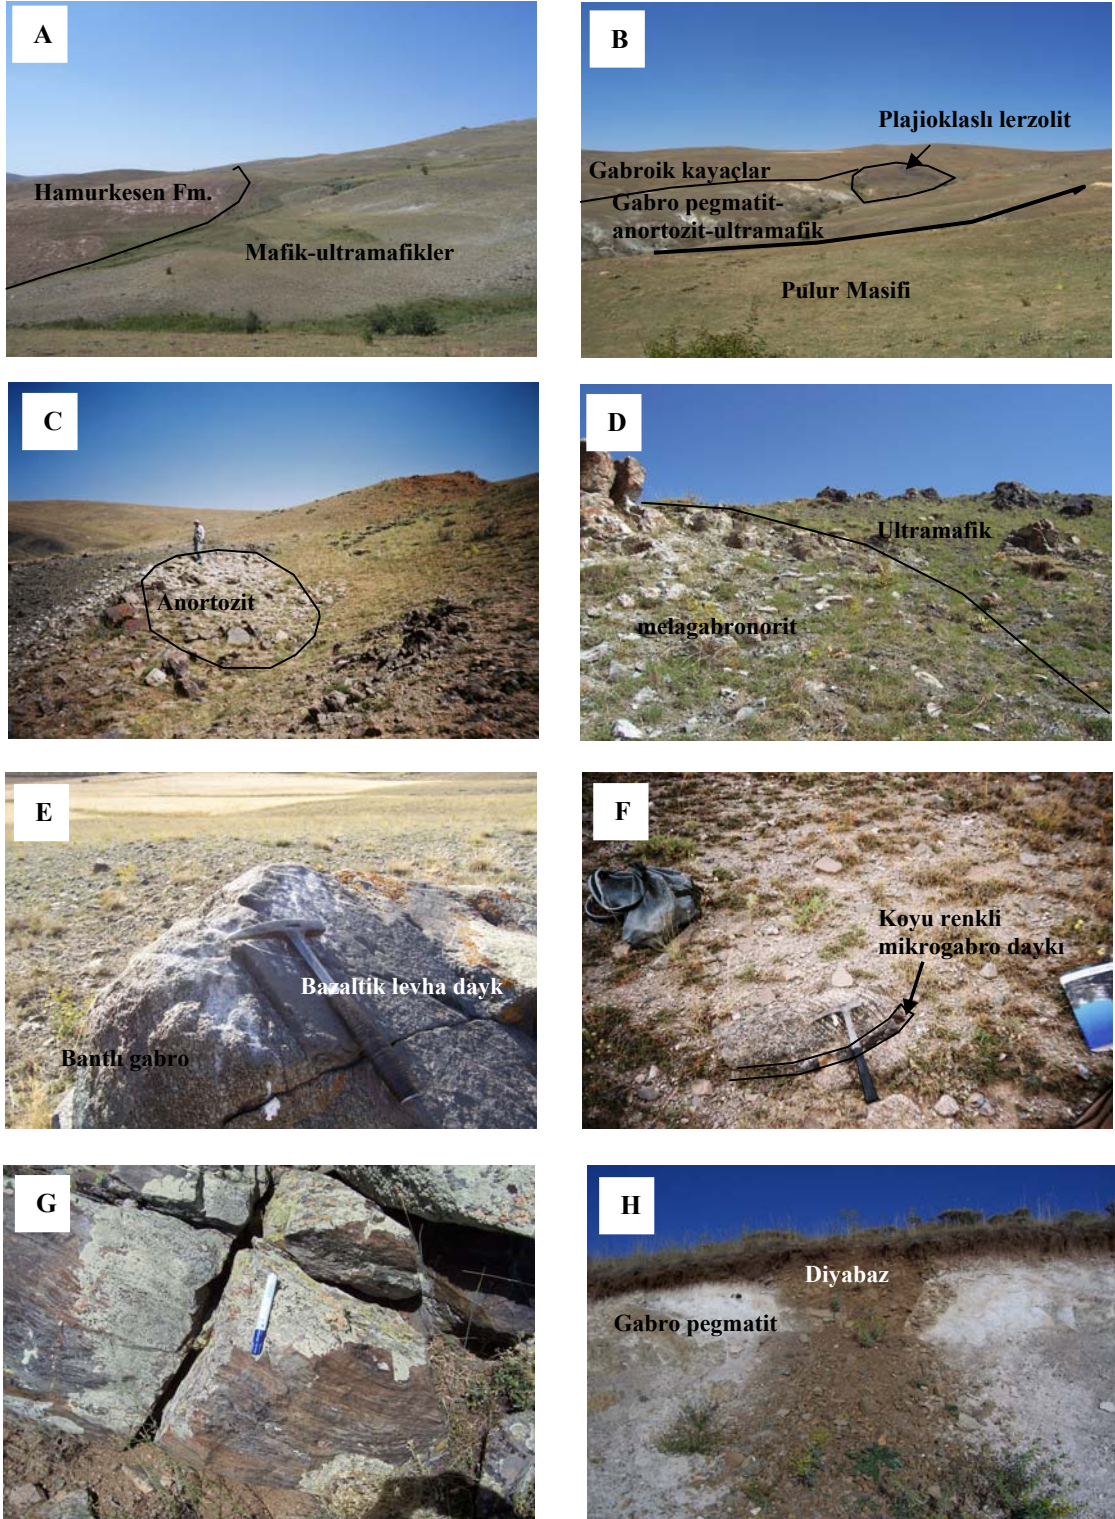 A
Hamurkesen Fm.
Mafik-ultramafikler
B
Plajioklaslı lerzolit
Gabroik kayaçlar
Gabro pegmatit-
anortozit-ultramafik
Pulur Masifi
C
Anortozit
D
Ultramafik
melagabronorit
E
Bazaltik levha dayk
Bantlı gabro
F
Koyu renkli
mikrogabro daykı
G
H
Diyabaz
Gabro pegmatit